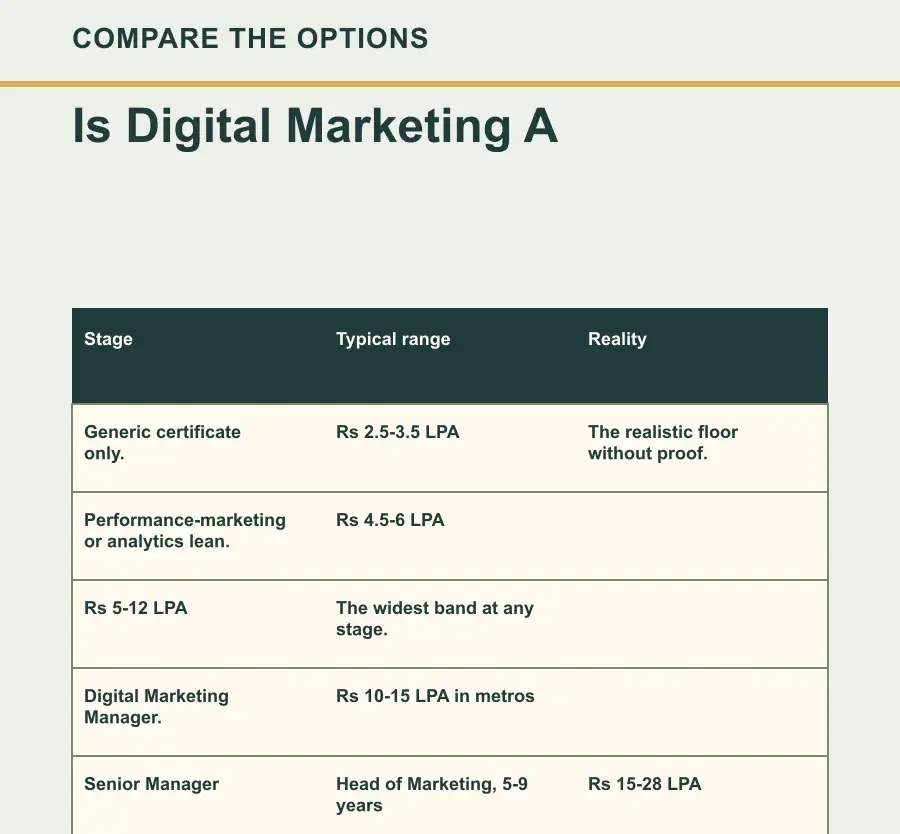 COMPARE THE OPTIONS
Is Digital Marketing A
Stage Typical range Reality
Generic certificate only. Rs 2.5-3.5 LPA The realistic floor without proof.
Performance-marketing or analytics lean. Rs 4.5-6 LPA
Rs 5-12 LPA The widest band at any stage.
Digital Marketing Manager. Rs 10-15 LPA in metros
Senior Manager Head of Marketing, 5-9 years Rs 15-28 LPA